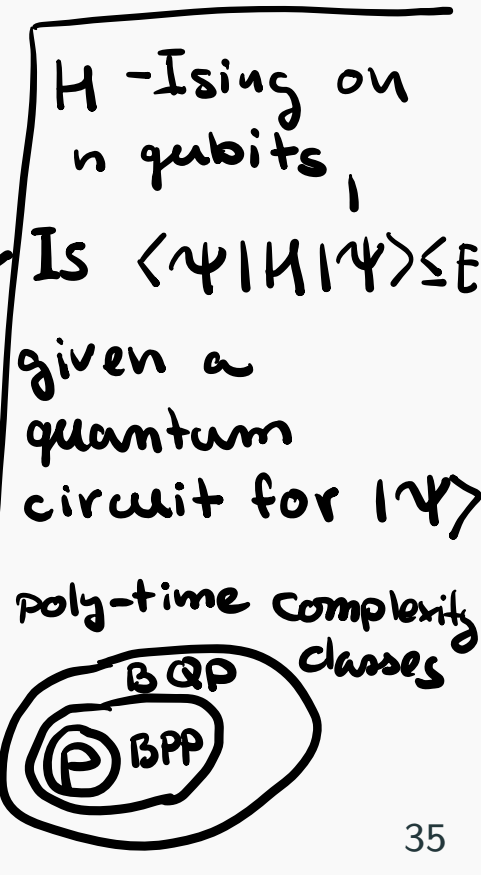 H - Ising on
n qubits,
Is ⟨Ψ|H|Ψ⟩≤E
given a
quantum
circuit for |Ψ⟩
poly-time complexity
classes
BQP
P BPP
35